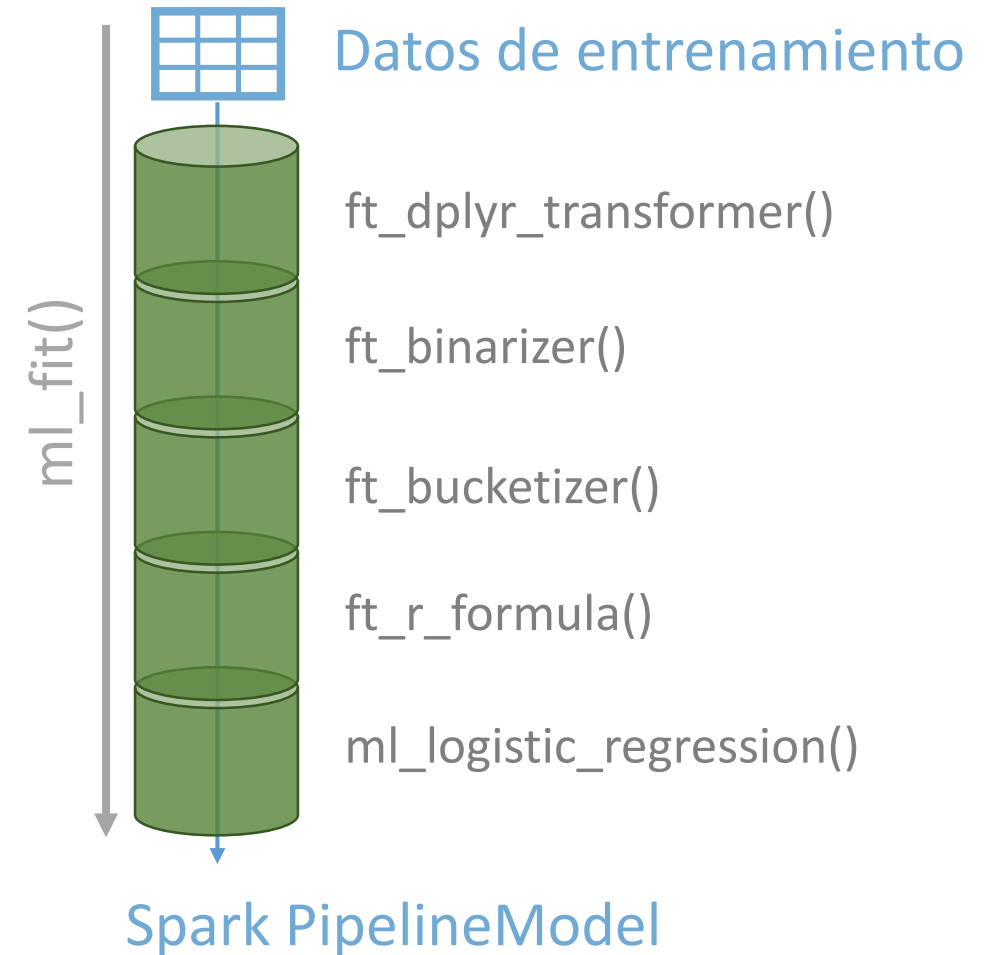 Datos de entrenamiento
ft_dplyr_transformer()
ft_binarizer()
ml_fit()
ft_bucketizer()
ft_r_formula()
ml_logistic_regression()
Spark PipelineModel